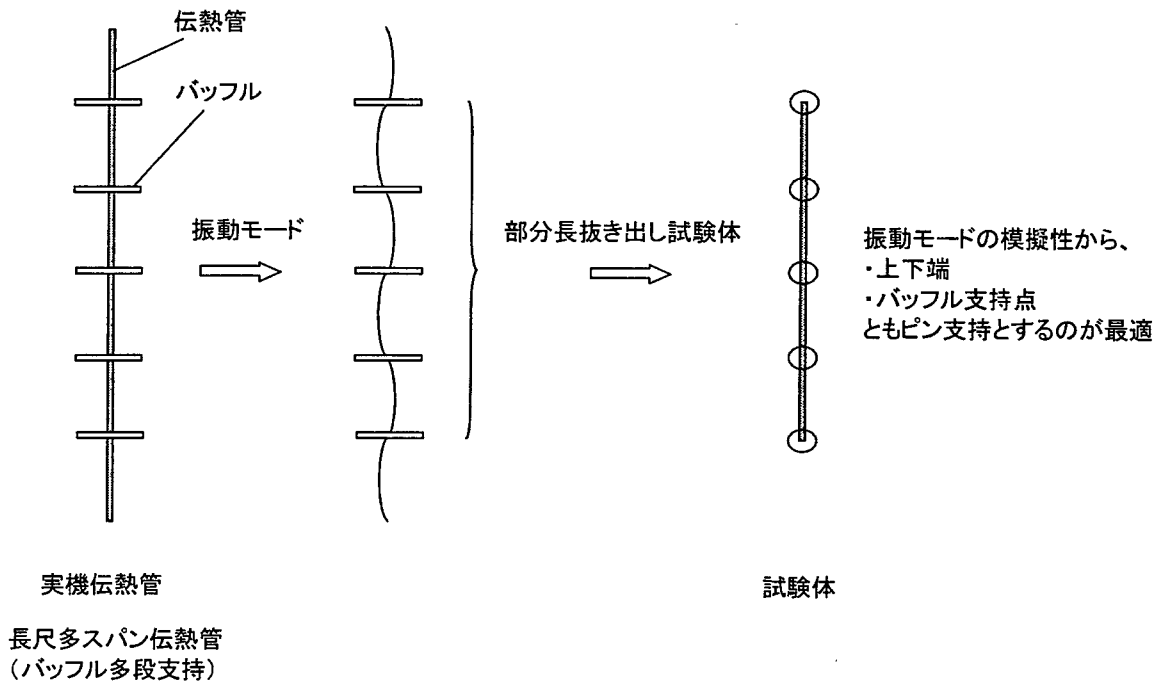 伝熱管
バッフル
振動モード
部分長抜き出し試験体
振動モードの模擬性から、
・上下端
・バッフル支持点
ともピン支持とするのが最適
実機伝熱管
試験体
長尺多スパン伝熱管
（バッフル多段支持）